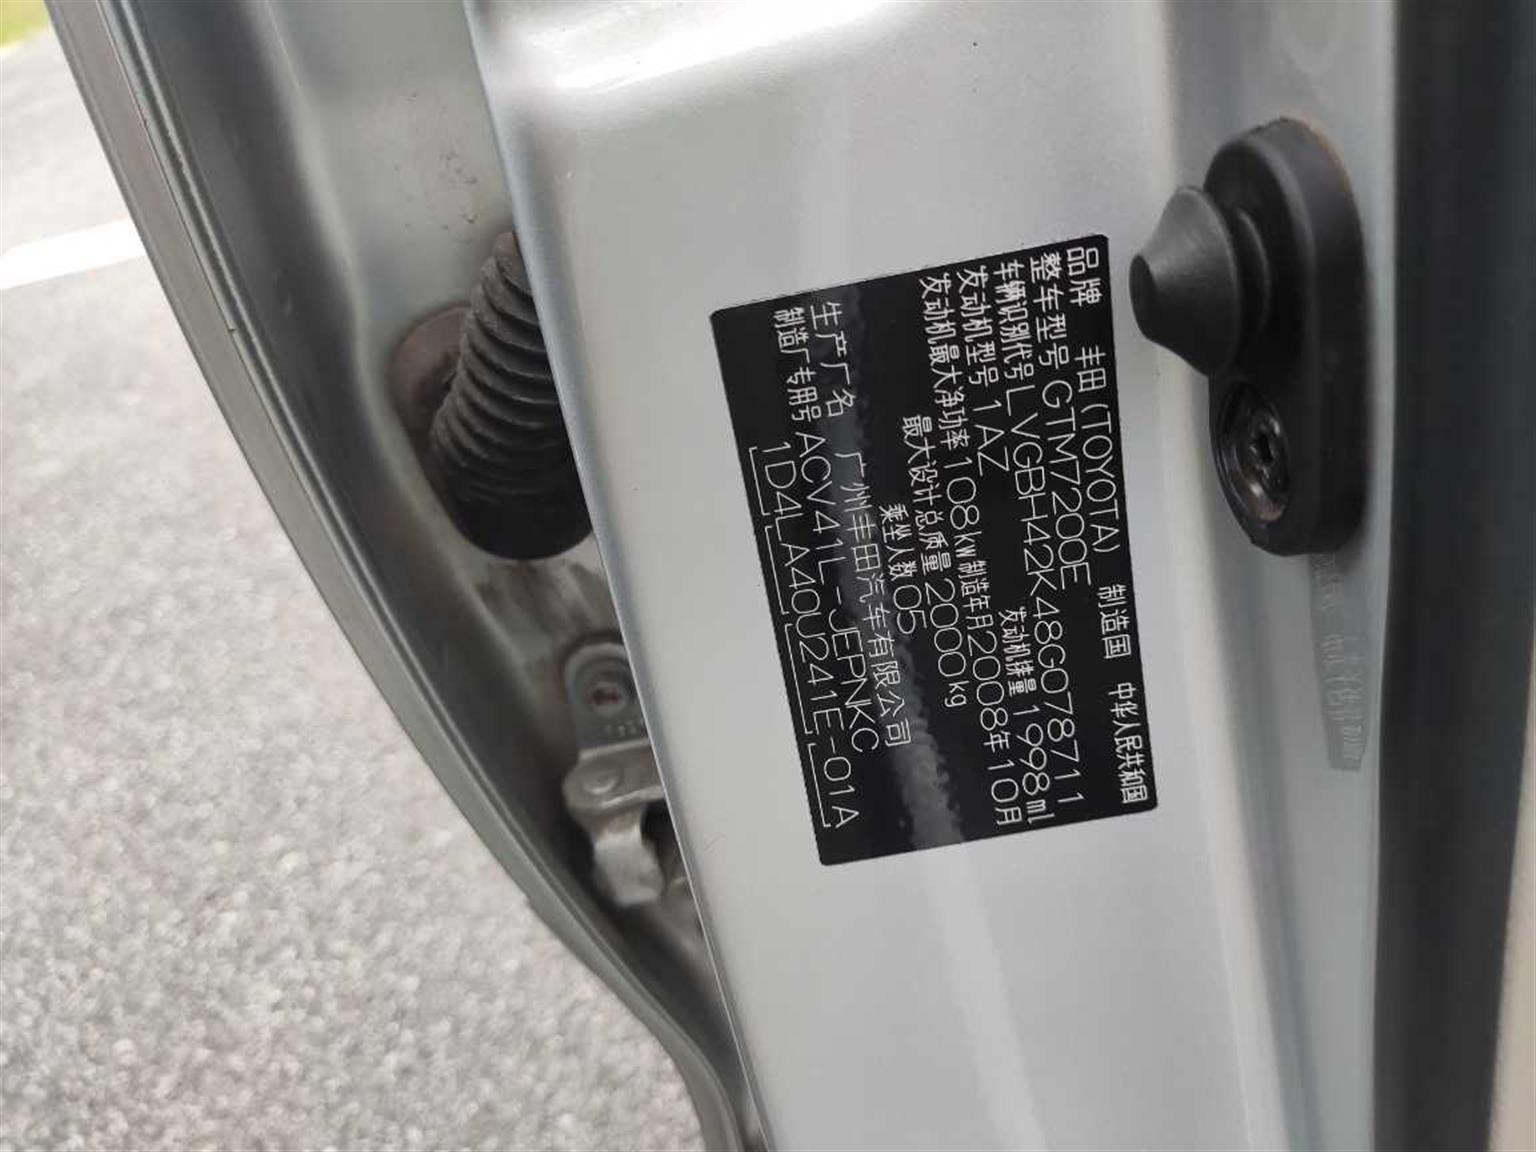 品牌 丰田(TOYOTA) 制造国 中华人民共和国
整车型号 GTM7200E
车辆识别代号 LVGBH42K48G078711
发动机型号 1AZ 发动机排量 1998ml
发动机最大净功率 108kw 制造年月 2008年10月
最大设计总质量 2000kg
乘坐人数 05
生产厂名 广州丰田汽车有限公司
制造厂专用号 ACV41L-JEPNKC
1D4LA40U241E-01A